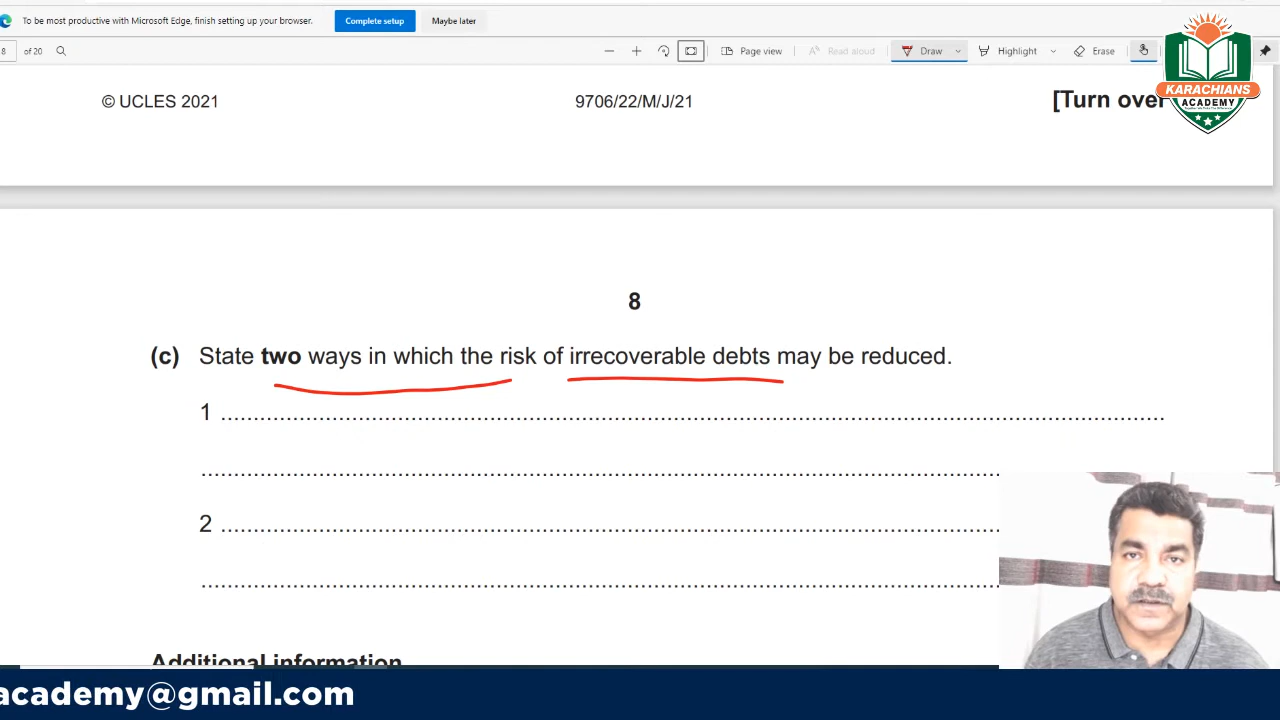 To be most productive with Microsoft Edge, finish setting up your browser. Complete setup Maybe later
8 of 20 Page view Read aloud Draw Highlight Erase
© UCLES 2021 9706/22/M/J/21 [Turn over
KARACHIANS
ACADEMY
8
(c) State two ways in which the risk of irrecoverable debts may be reduced.
1
2
Additional information
academy@gmail.com